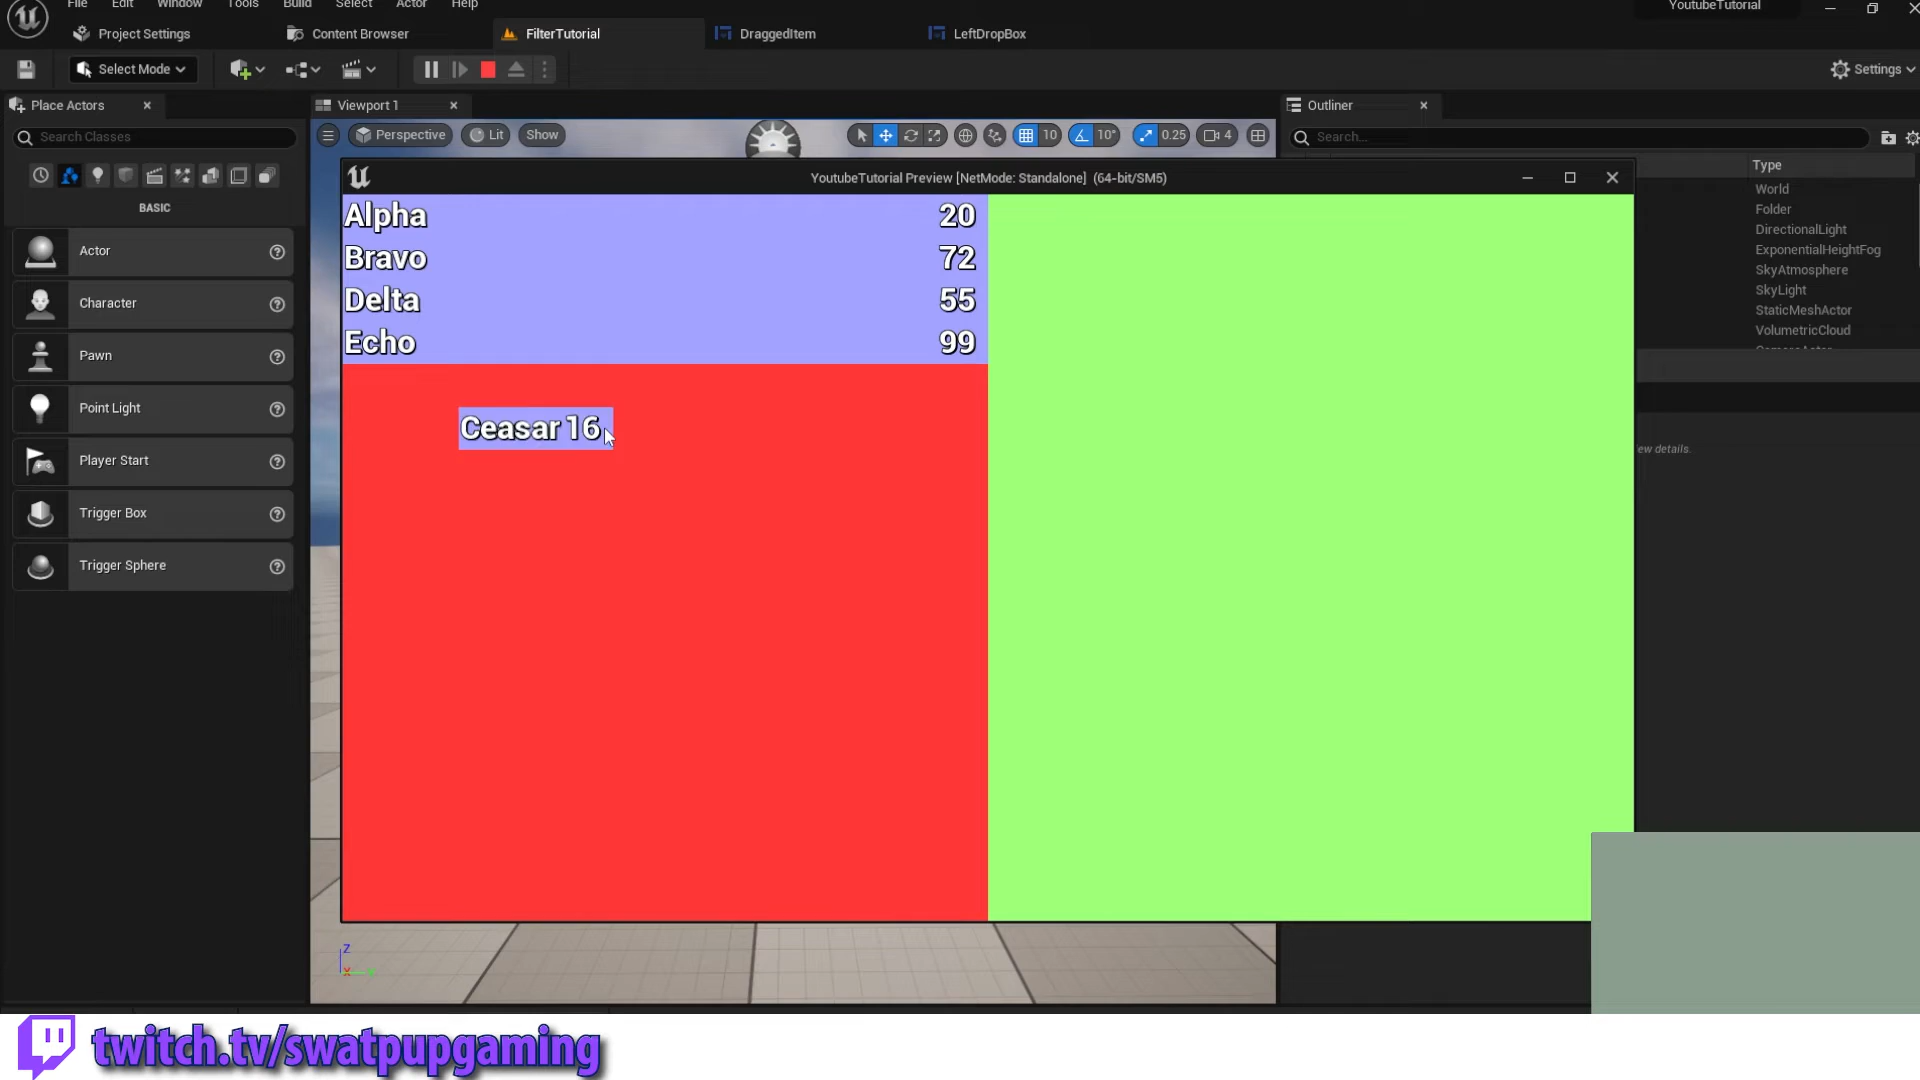 File Edit Window Tools Build Select Actor Help YoutubeTutorial
Project Settings Content Browser FilterTutorial DraggedItem LeftDropBox
Select Mode Settings
Place Actors Viewport 1 Outliner
Search Classes Perspective Lit Show 10 10° 0.25 4 Search...
Type
YoutubeTutorial Preview [NetMode: Standalone] (64-bit/SM5)
BASIC
World
Folder
DirectionalLight
ExponentialHeightFog
SkyAtmosphere
SkyLight
StaticMeshActor
VolumetricCloud
Actor
Character
Pawn
Point Light
Player Start
Trigger Box
Trigger Sphere
Alpha 20
Bravo 72
Delta 55
Echo 99
Ceasar 16
ew details.
Z
twitch.tv/swatpupgaming